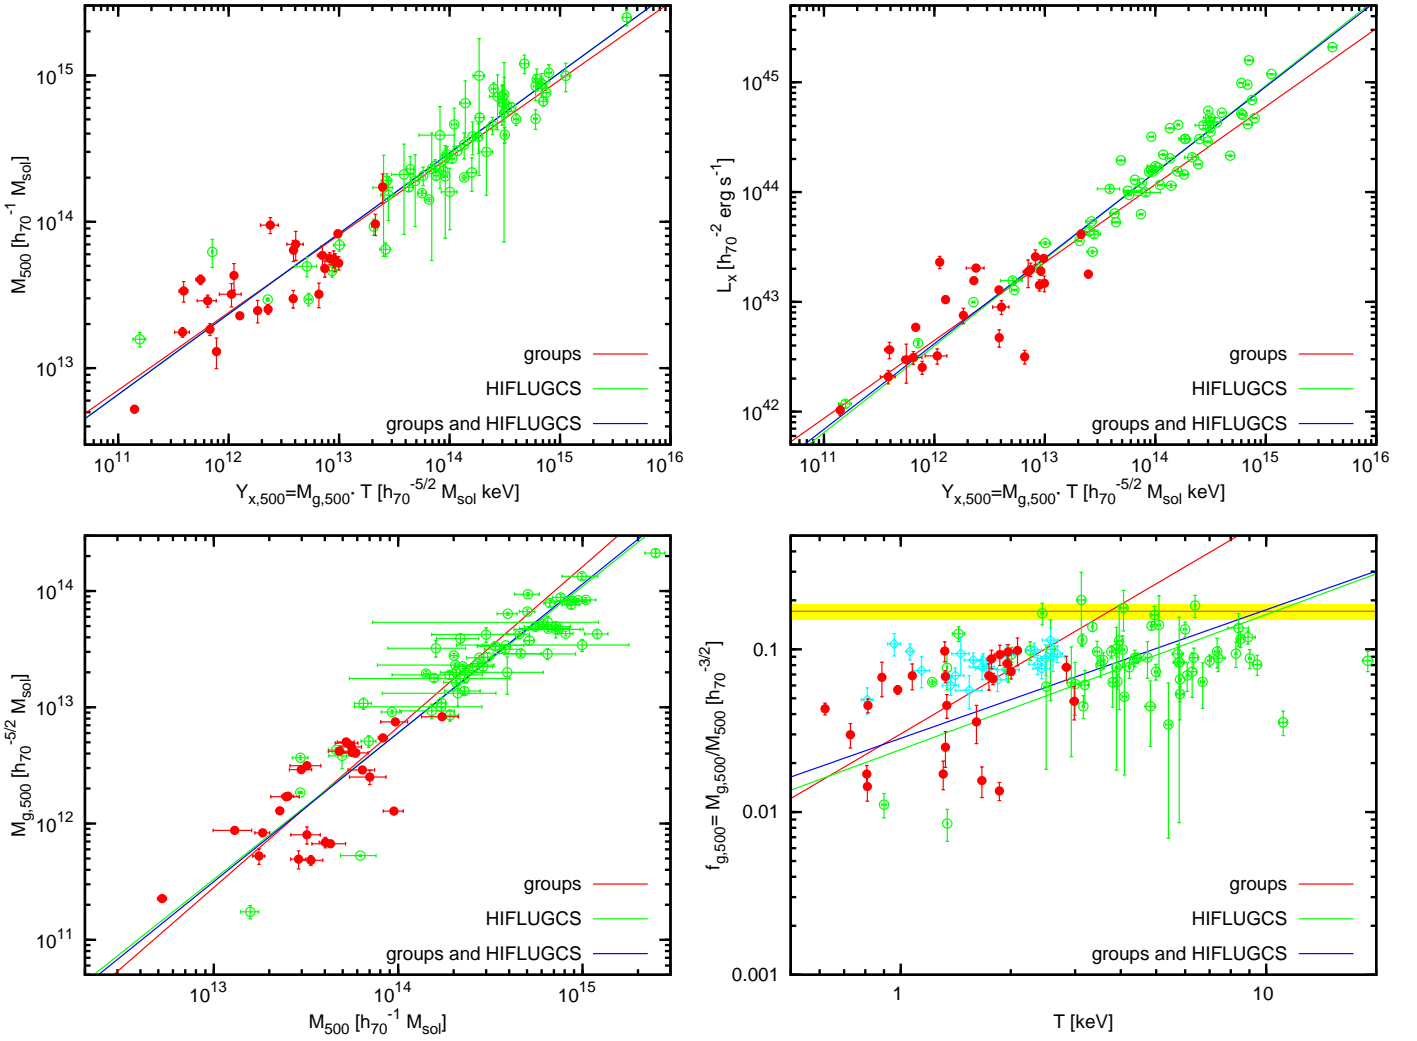 M500 [h70^-1 Msol]
10^15
10^14
10^13
groups
HIFLUGCS
groups and HIFLUGCS
10^11 10^12 10^13 10^14 10^15 10^16
Yx,500=Mg,500· T [h70^-5/2 Msol keV]
Lx [h70^-2 erg s^-1]
10^45
10^44
10^43
10^42
groups
HIFLUGCS
groups and HIFLUGCS
10^11 10^12 10^13 10^14 10^15 10^16
Yx,500=Mg,500· T [h70^-5/2 Msol keV]
Mg,500 [h70^-5/2 Msol]
10^14
10^13
10^12
10^11
groups
HIFLUGCS
groups and HIFLUGCS
10^13 10^14 10^15
M500 [h70^-1 Msol]
fg,500= Mg,500/M500 [h70^-3/2]
0.1
0.01
0.001
groups
HIFLUGCS
groups and HIFLUGCS
1 10
T [keV]